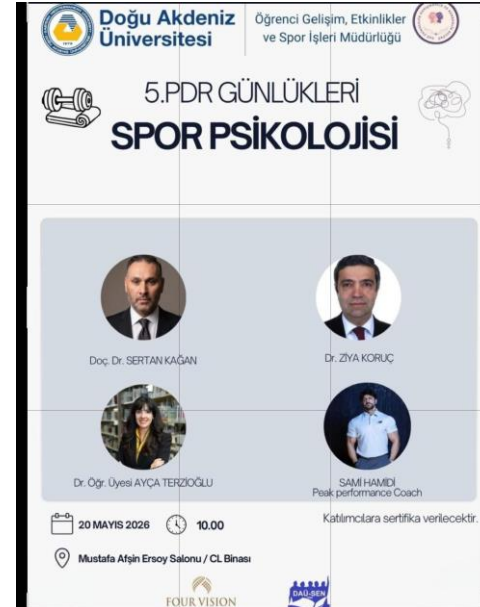 Doğu Akdeniz
Üniversitesi
Öğrenci Gelişim, Etkinlikler
ve Spor İşleri Müdürlüğü
5.PDR GÜNLÜKLERİ
SPOR PSİKOLOJİSİ
Doç. Dr. SERTAN KAĞAN
Dr. ZİYA KORUÇ
Dr. Öğr. Üyesi AYÇA TERZİOĞLU
SAMİ HAMİDİ
Peak performance Coach
20 MAYIS 2026
10.00
Katılımcılara sertifika verilecektir.
Mustafa Afşin Ersoy Salonu / CL Binası
FOUR VISION
DAÜ-SEN